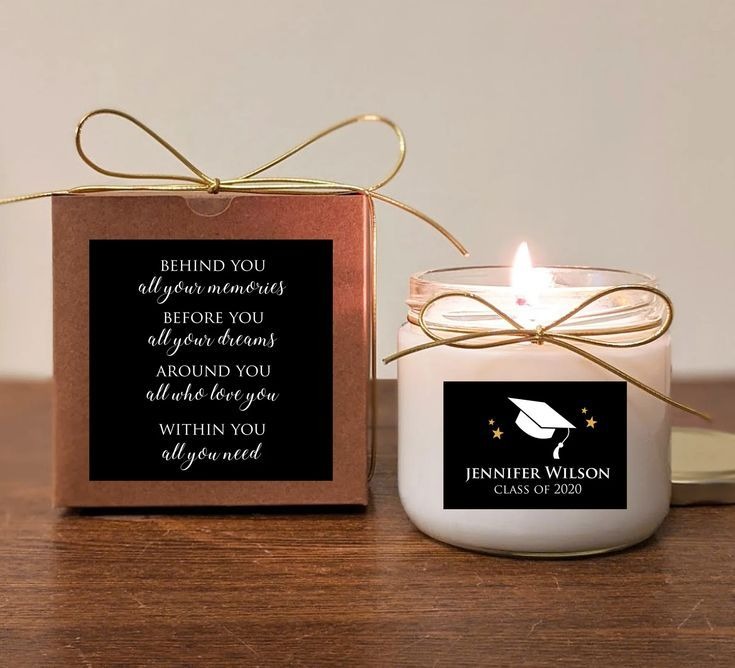 BEHIND YOU
all your memories
BEFORE YOU
all your dreams
AROUND YOU
all who love you
WITHIN YOU
all you need
JENNIFER WILSON
CLASS OF 2020